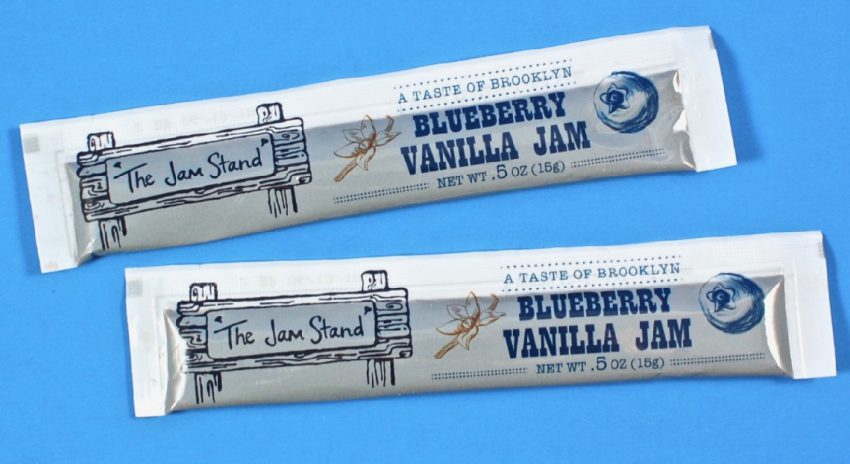 "The Jam Stand"
A TASTE OF BROOKLYN
BLUEBERRY
VANILLA JAM
NET WT .5 OZ (15g)
"The Jam Stand"
A TASTE OF BROOKLYN
BLUEBERRY
VANILLA JAM
NET WT .5 OZ (15g)